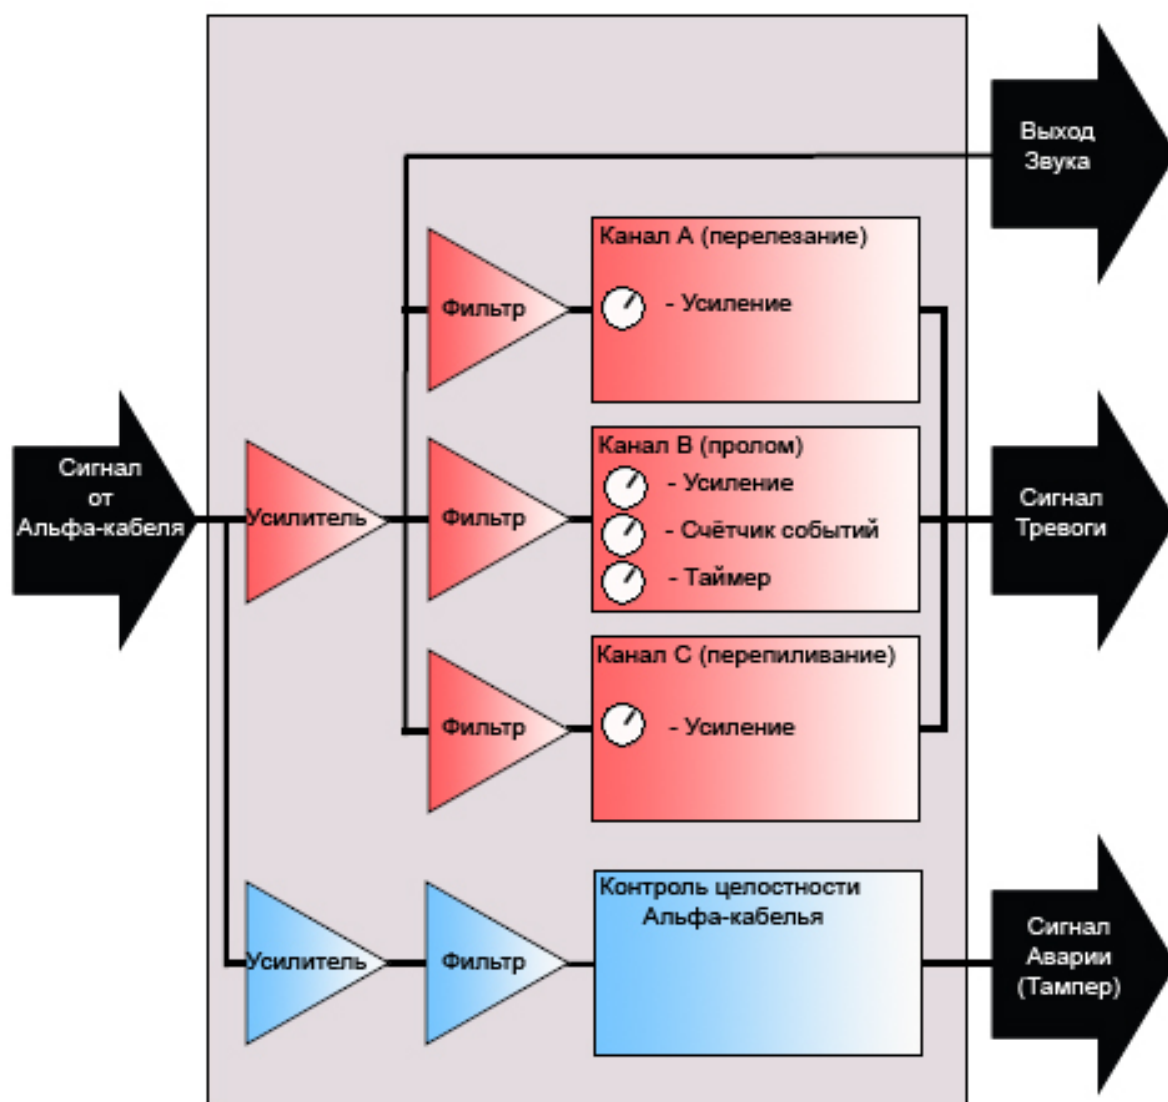 Выход
Звука
Канал А (перелезание)
Фильтр
- Усиление
Сигнал
от
Альфа-кабеля
Усилитель
Фильтр
Канал В (пролом)
- Усиление
- Счётчик событий
- Таймер
Сигнал
Тревоги
Канал С (перепиливание)
Фильтр
- Усиление
Контроль целостности
Альфа-кабелья
Усилитель
Фильтр
Сигнал
Аварии
(Тампер)